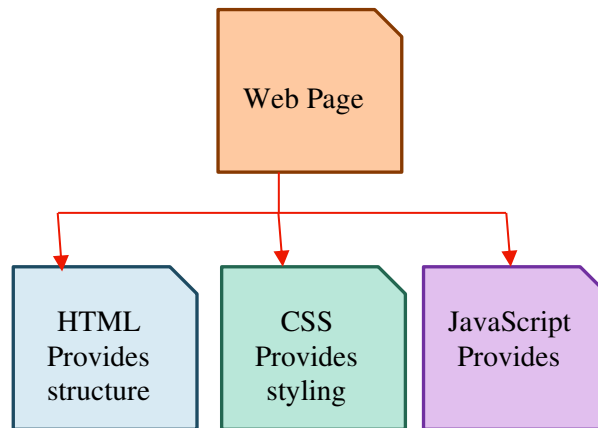 Web Page
HTML
Provides
structure
CSS
Provides
styling
JavaScript
Provides